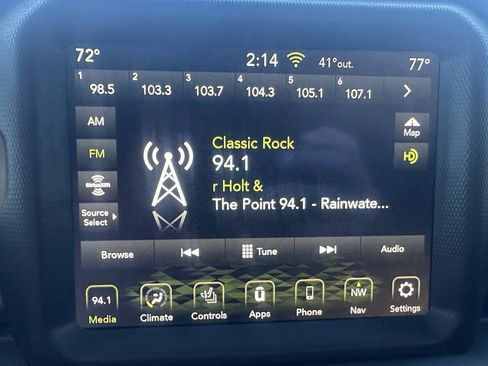 72° 2:14 41°out. 77°
1 98.5 2 103.3 3 103.7 4 104.3 5 105.1 6 107.1
AM
Map
Classic Rock
FM
94.1
HD
SiriusXM
r Holt &
The Point 94.1 - Rainwate...
Source Select
Browse Tune Audio
94.1 NW
Media Climate Controls Apps Phone Nav Settings